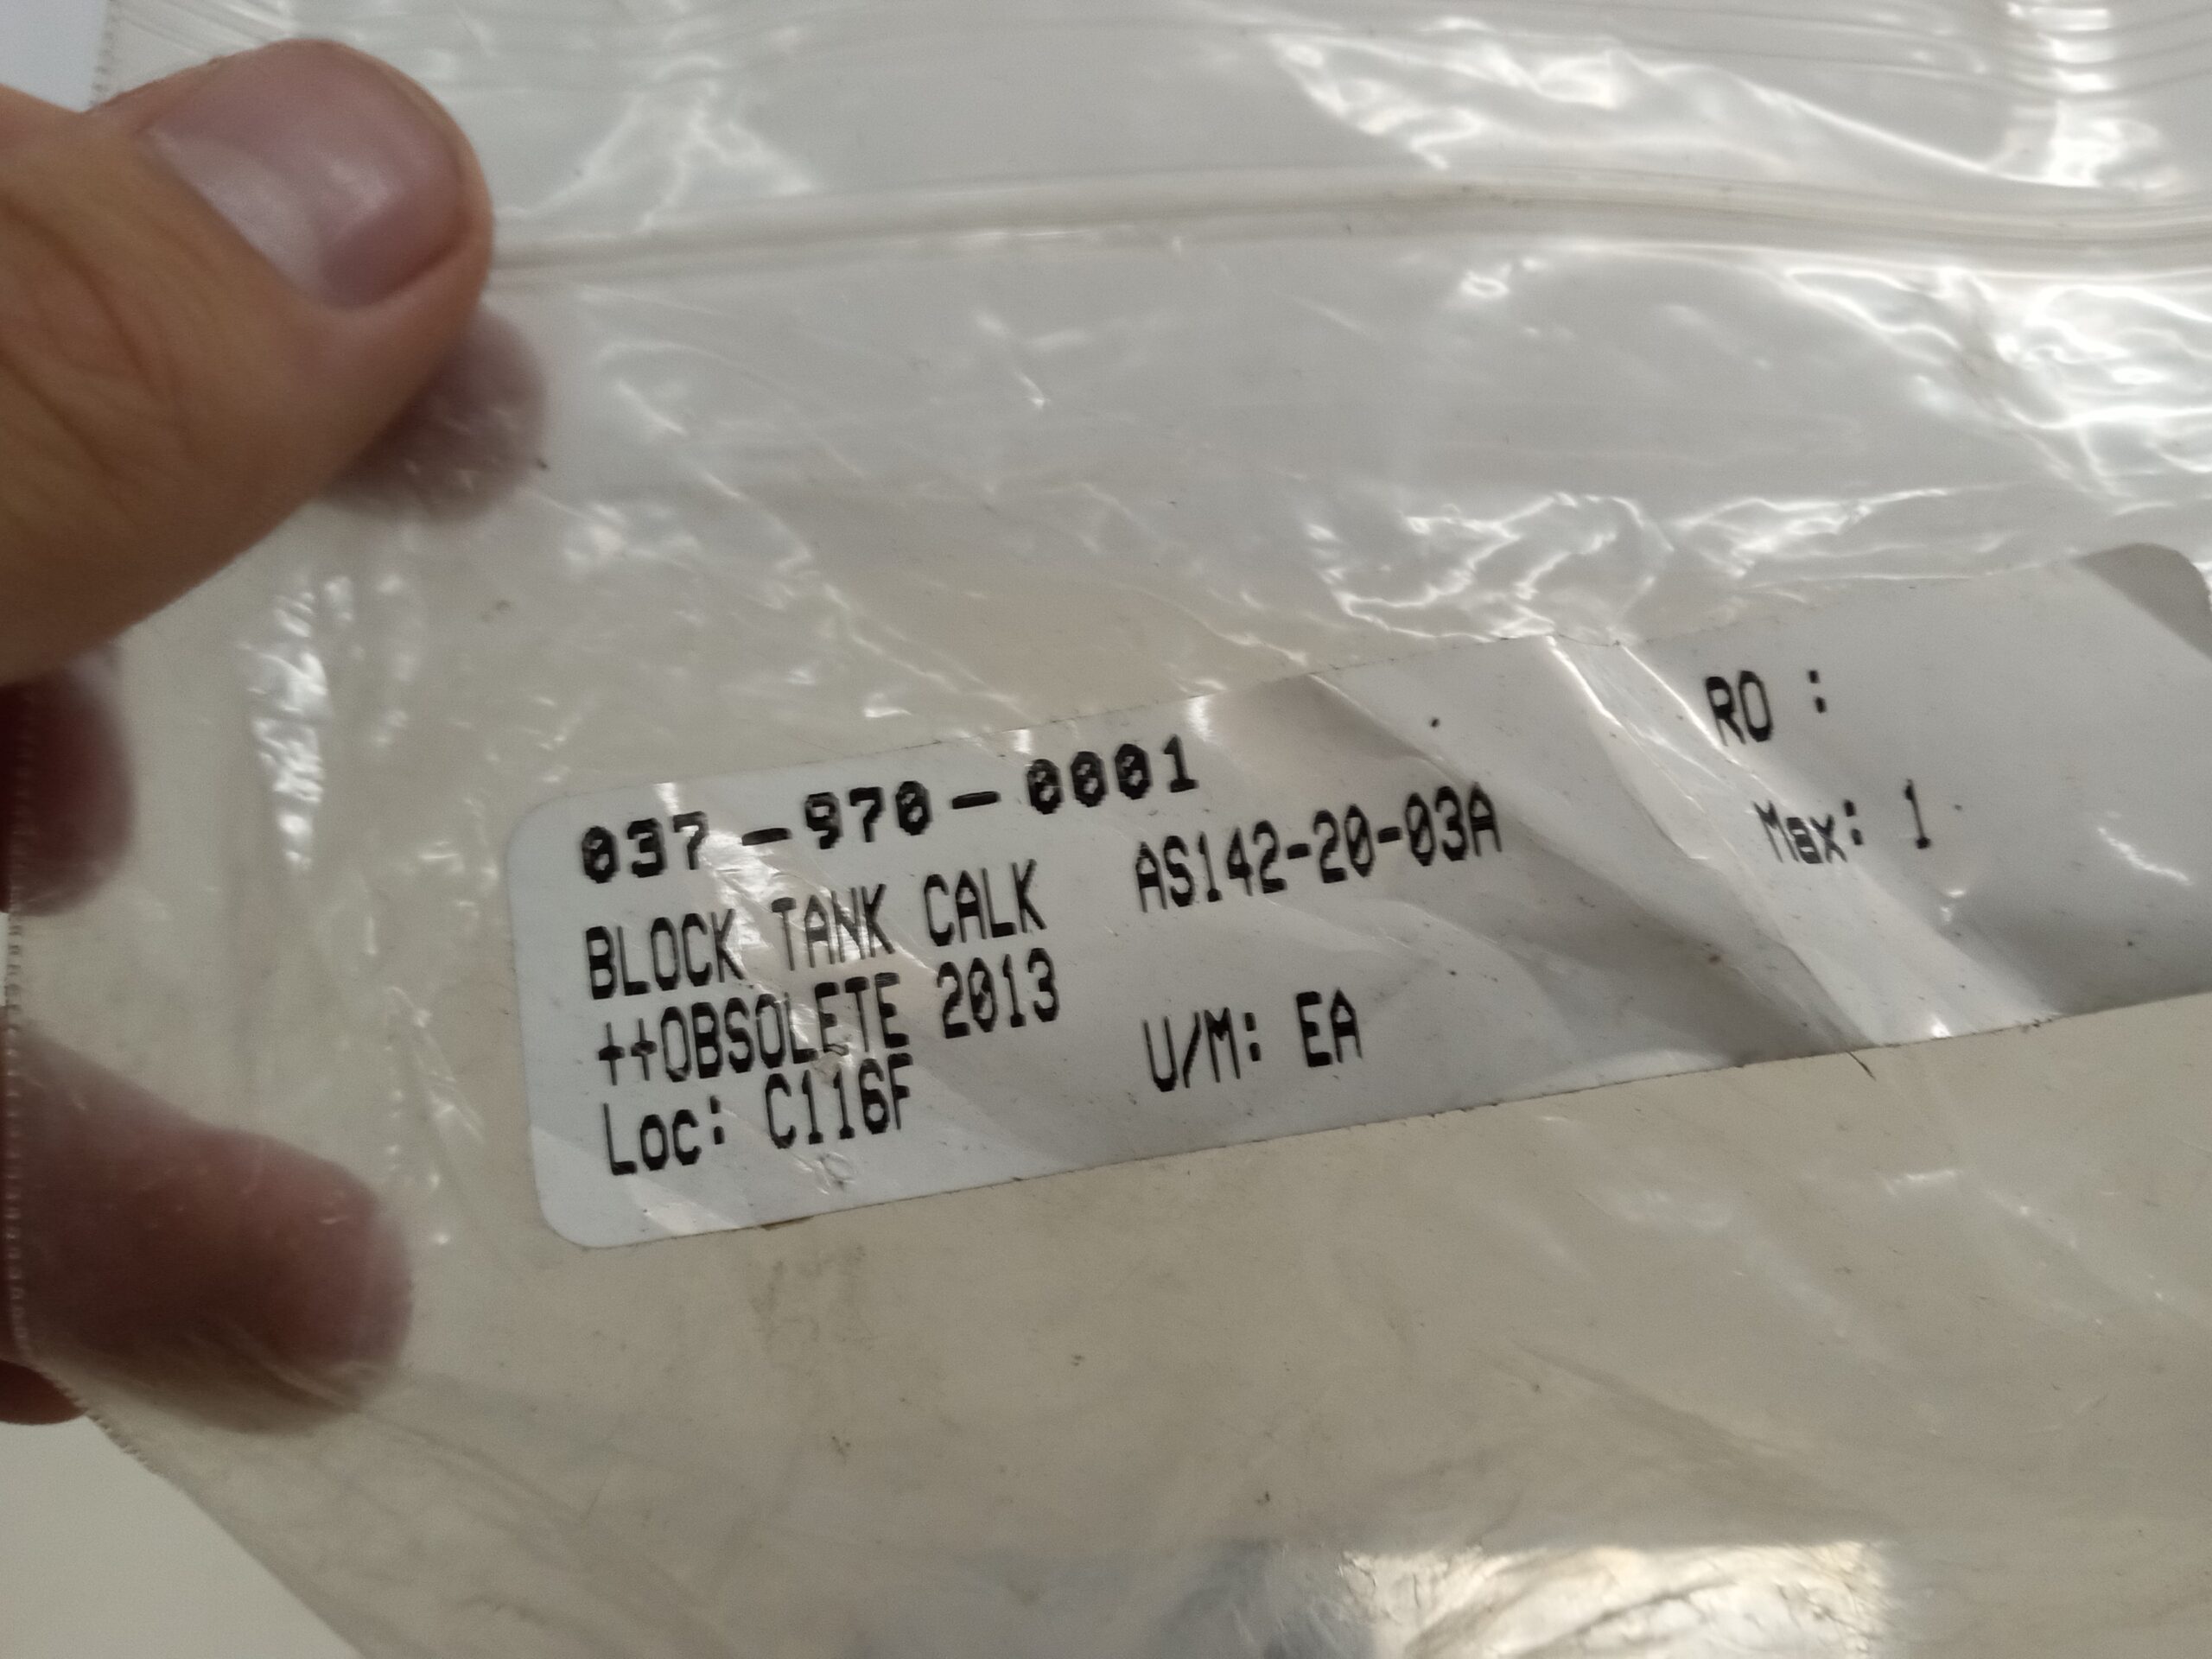 037-970-0001
BLOCK TANK CALK AS142-20-03A
++OBSOLETE 2013
Loc: C116F U/M: EA
RO :
Max: 1